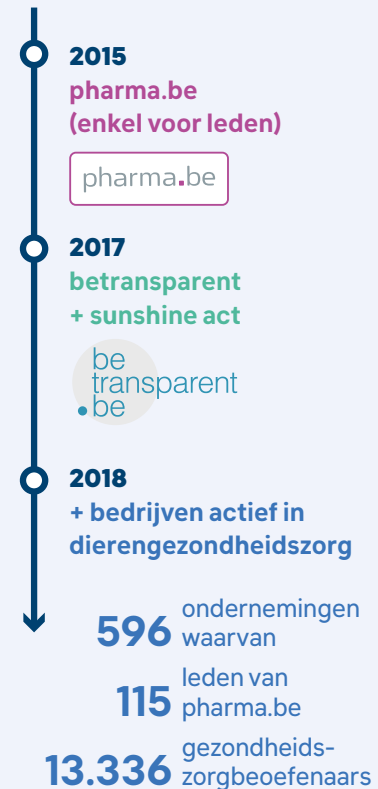 2015
pharma.be
(enkel voor leden)
pharma.be
2017
betransparent
+ sunshine act
be
transparent
.be
2018
+ bedrijven actief in
dierengezondheidszorg
596 ondernemingen
waarvan
115 leden van
pharma.be
13.336 gezondheids-
zorgbeoefenaars